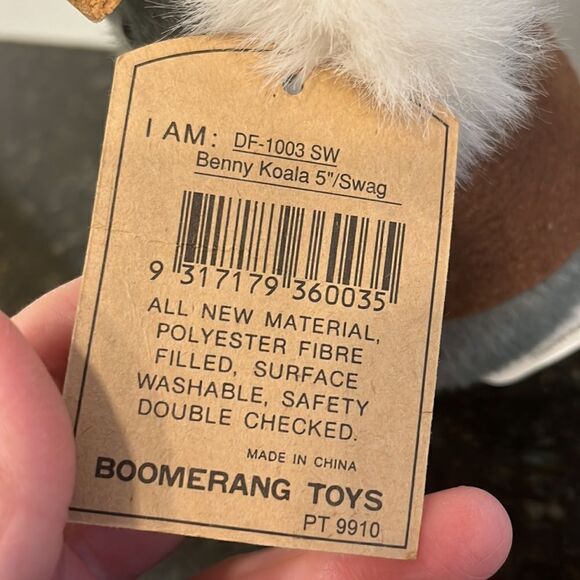 I AM: DF-1003 SW
Benny Koala 5"/Swag
9 317179 360035
ALL NEW MATERIAL,
POLYESTER FIBRE
FILLED, SURFACE
WASHABLE, SAFETY
DOUBLE CHECKED.
MADE IN CHINA
BOOMERANG TOYS
PT 9910